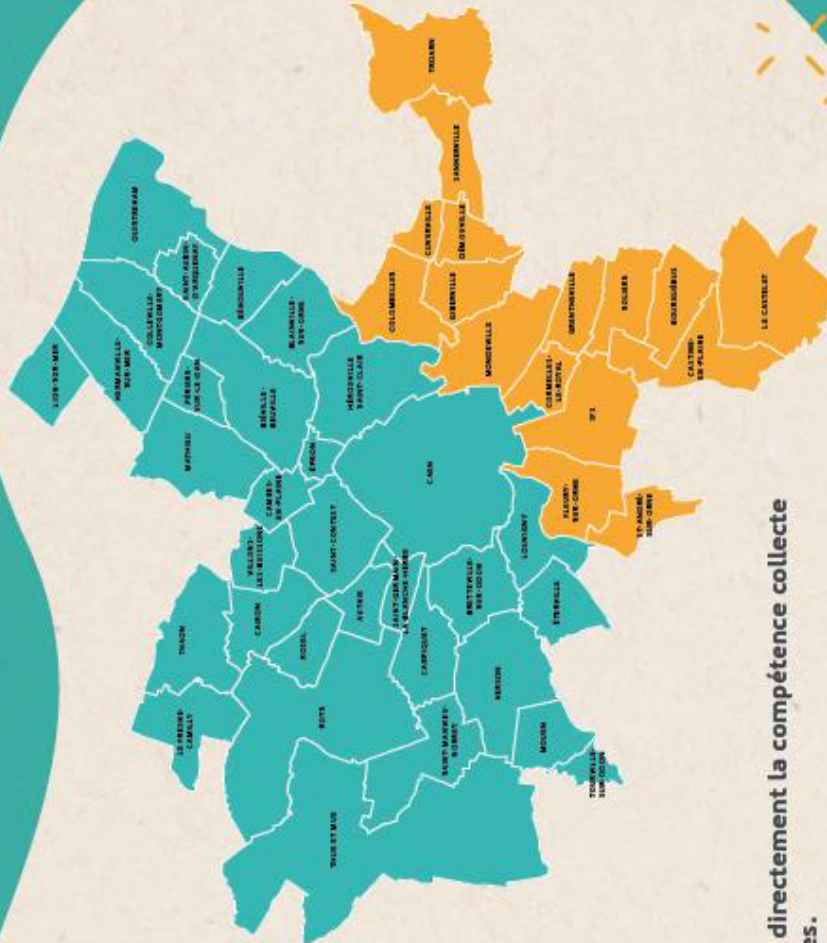 TROARN
SANNERVILLE
OUISTREHAM
CUVERVILLE
DÉMOUVILLE
SAINT-AUBIN-
D'ARQUENAY
BÉNOUVILLE
COLLEVILLE-
MONTGOMERY
BLAINVILLE-
SUR-ORNE
COLOMBELLES
GIBERVILLE
GRENTHEVILLE
SOLIERS
BOURGUÉBUS
LE CASTELET
LION-SUR-MER
HERMANVILLE-
SUR-MER
PÉRIERS-
SUR-LE-DAN
HÉROUVILLE
SAINT-CLAIR
MONDEVILLE
CORMELLES-
LE-ROYAL
CASTINE-
EN-PLAINE
BIÉVILLE-
BEUVILLE
IFS
MATHIEU
ÉPRON
CAEN
CAMBES-
EN-PLAINE
FLEURY-
SUR-ORNE
ST-ANDRÉ-
SUR-ORNE
VILLONS-
LES-BUISSONS
SAINT-CONTEST
LOUVIGNY
SAINT-GERMAIN-
LA-BLANCHE-HERBE
BRETTEVILLE-
SUR-ODON
ÉTERVILLE
THAON
CAIRON
ROSEL
AUTHIE
CARPIQUET
VERSON
LE FRESNE-
CAMILLY
ROTS
SAINT-MANVIEU-
NORREY
MOUEN
TOURVILLE-
SUR-ODON
THUE ET MUE
directement la compétence collecte
es.